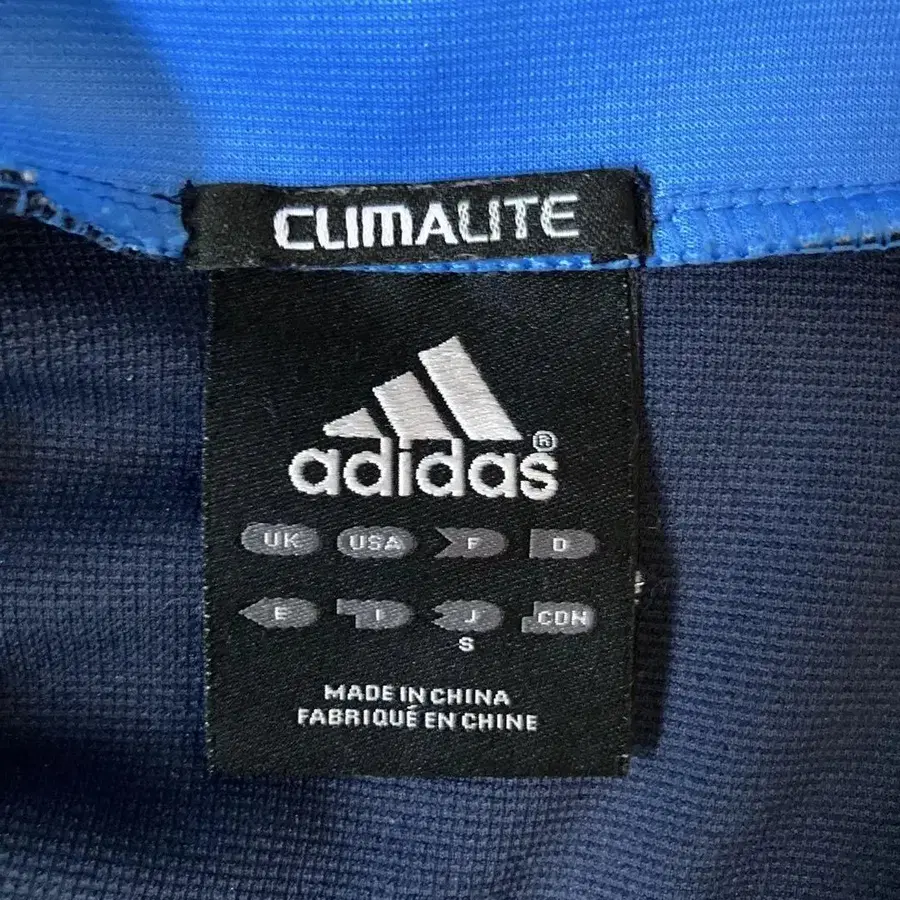 CLIMALITE
adidas®
UK USA F D
E I J CDN
S
MADE IN CHINA
FABRIQUÉ EN CHINE